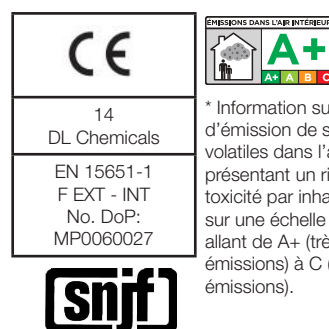 CE
14
DL Chemicals
EN 15651-1
F EXT - INT
No. DoP:
MP0060027
snjf
ÉMISSIONS DANS L'AIR INTÉRIEUR
A+
A+ A B C
* Information su
d'émission de s
volatiles dans l'a
présentant un ri
toxicité par inha
sur une échelle
allant de A+ (trè
émissions) à C (
émissions).